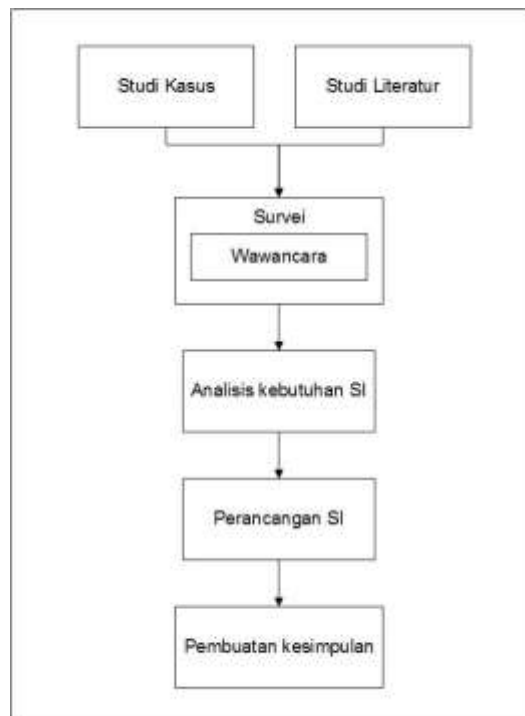 Studi Kasus
Studi Literatur
Survei
Wawancara
Analisis kebutuhan SI
Perancangan SI
Pembuatan kesimpulan